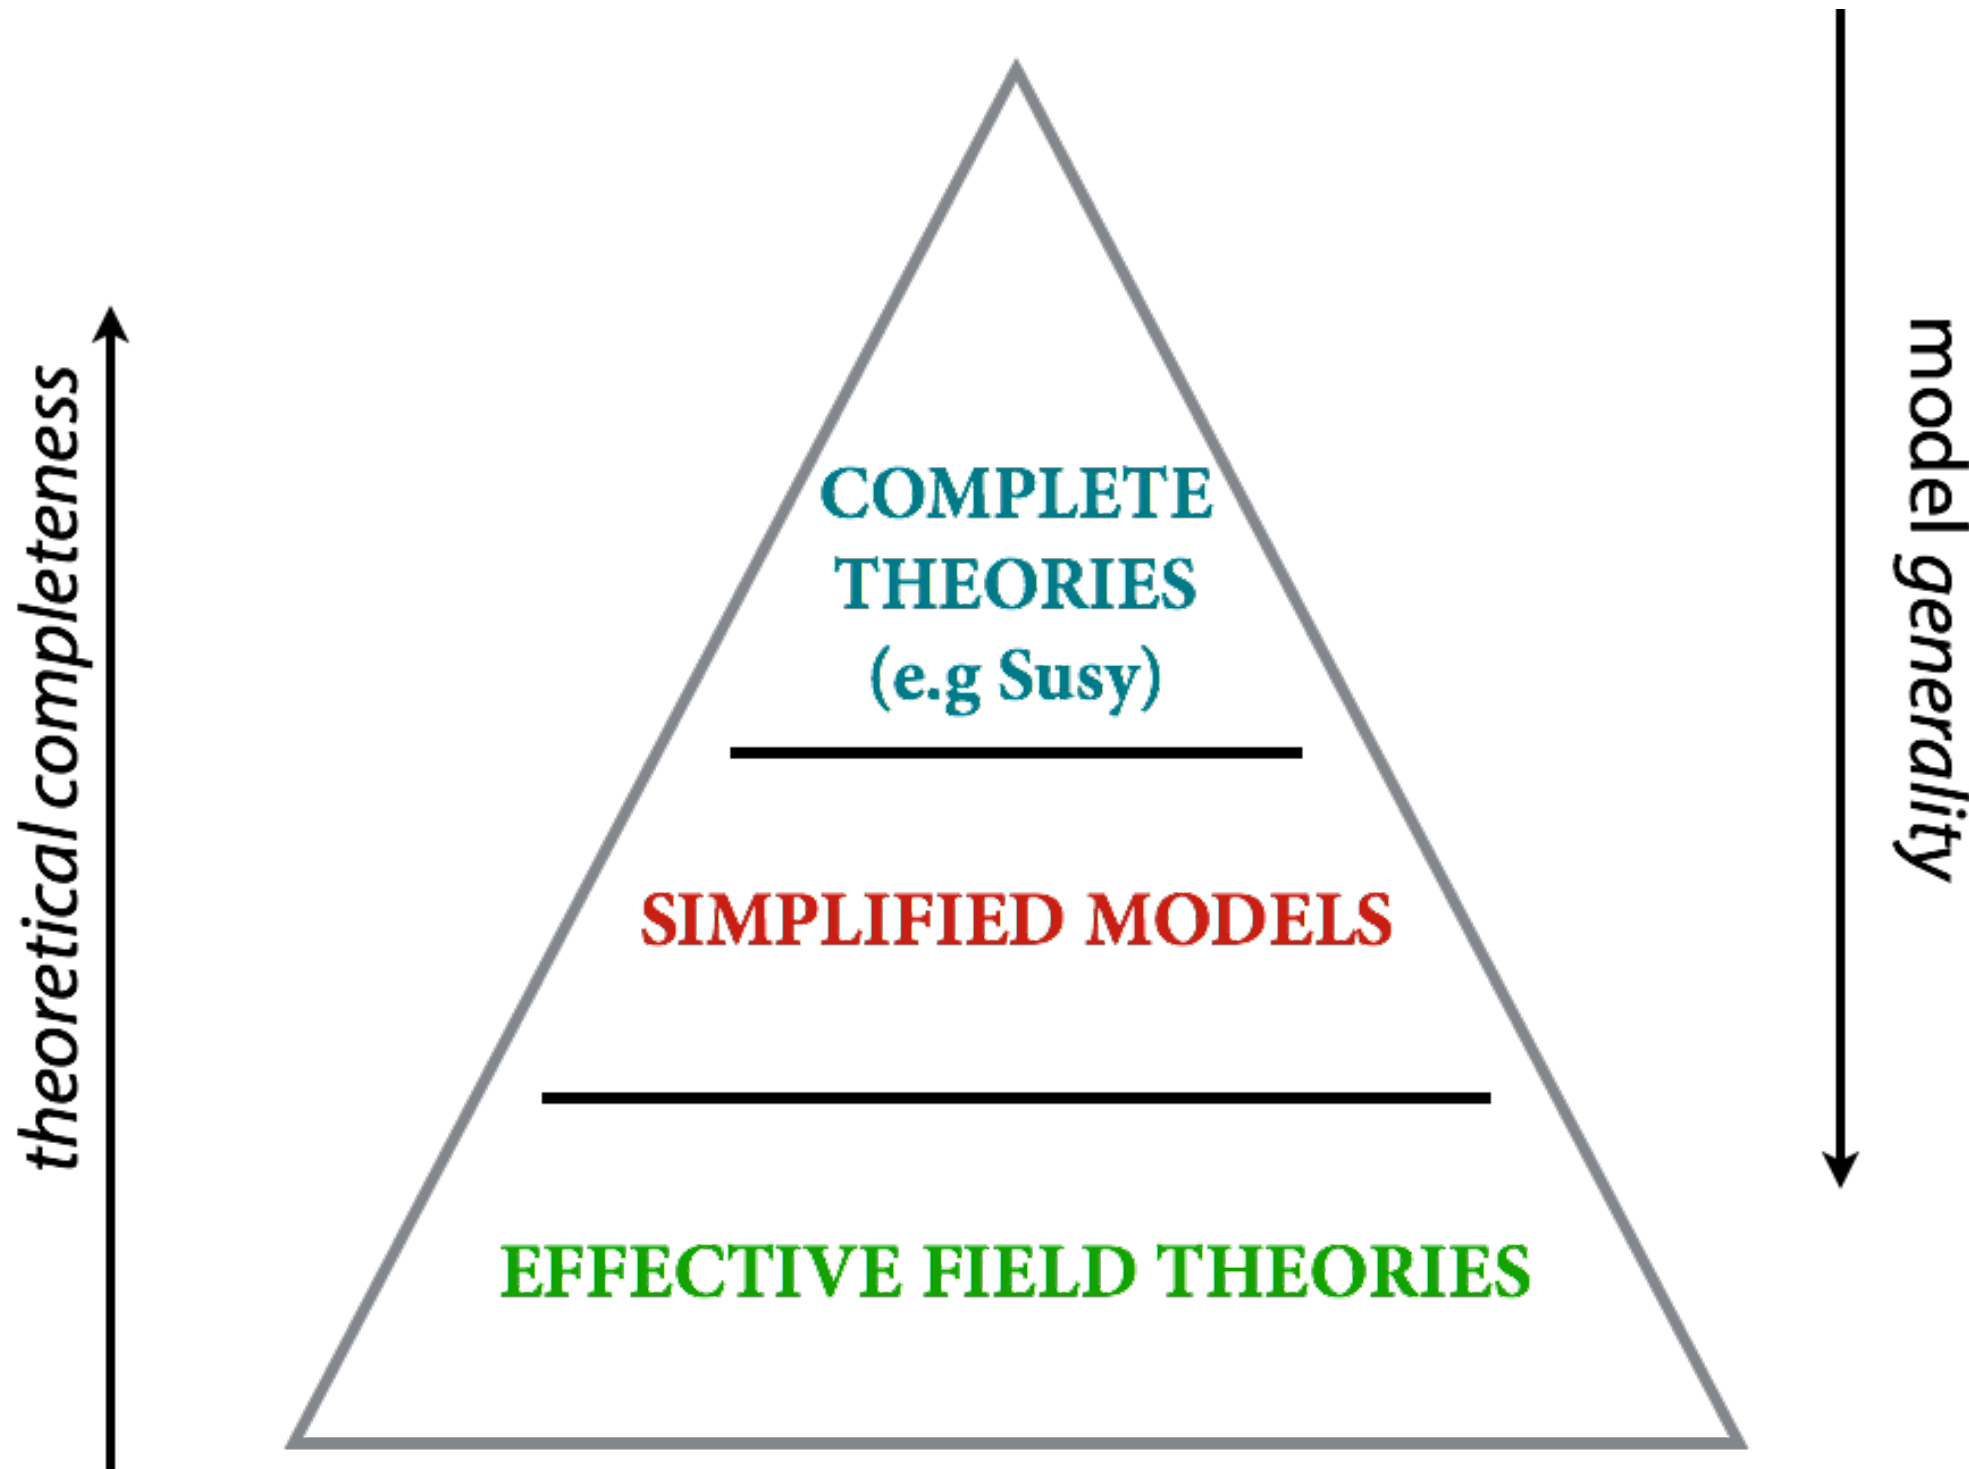 theoretical completeness
COMPLETE
THEORIES
(e.g Susy)
SIMPLIFIED MODELS
EFFECTIVE FIELD THEORIES
model generality